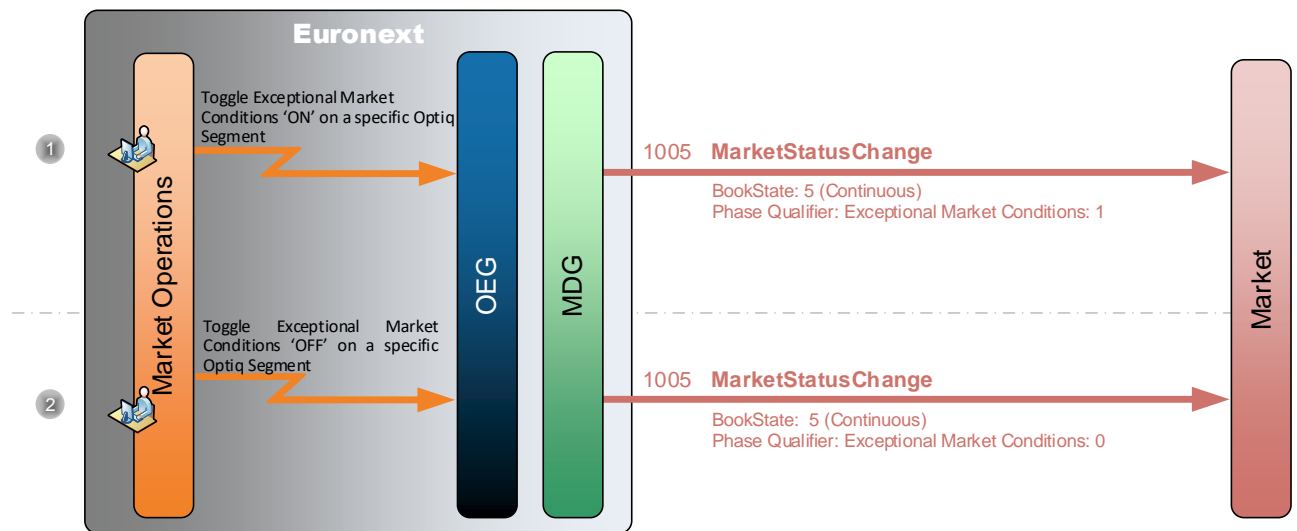 Euronext
Toggle Exceptional Market
Conditions ‘ON’ on a specific Optiq
Segment
1
1005 MarketStatusChange
BookState: 5 (Continuous)
Phase Qualifier: Exceptional Market Conditions: 1
Market Operations
OEG
MDG
Market
Toggle Exceptional Market
Conditions ‘OFF’ on a specific
Optiq Segment
2
1005 MarketStatusChange
BookState: 5 (Continuous)
Phase Qualifier: Exceptional Market Conditions: 0